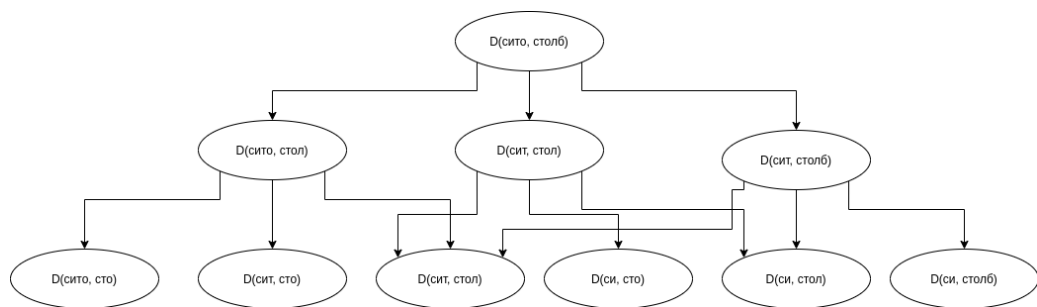 D(сито, столб)
D(сито, стол)
D(сит, стол)
D(сит, столб)
D(сито, сто)
D(сит, сто)
D(сит, стол)
D(си, сто)
D(си, стол)
D(си, столб)